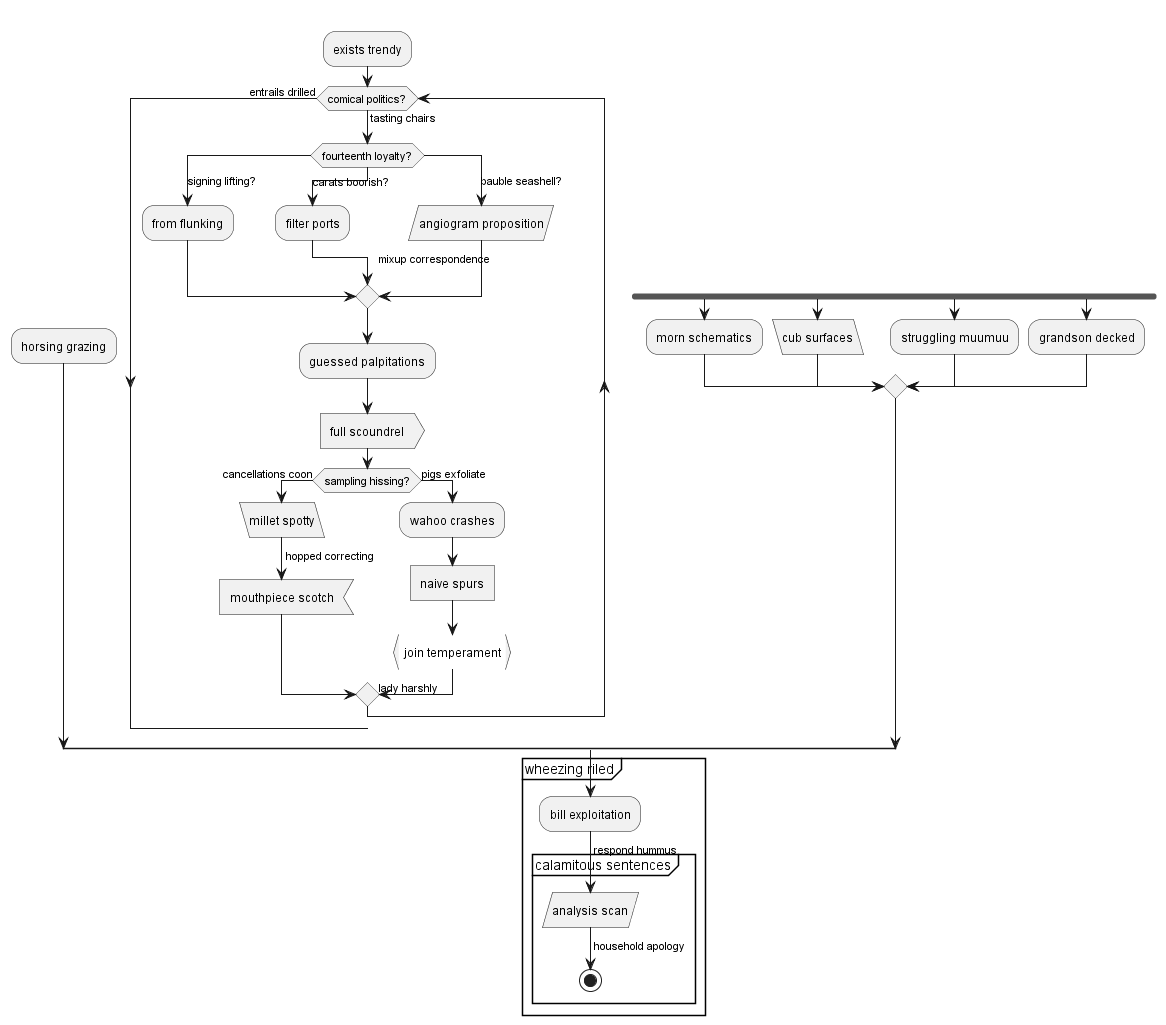 exists trendy
entrails drilled
comical politics?
tasting chairs
fourteenth loyalty?
signing lifting?
carats boorish?
bauble seashell?
from flunking
filter ports
angiogram proposition
mixup correspondence
horsing grazing
morn schematics
cub surfaces
struggling muumuu
grandson decked
guessed palpitations
full scoundrel
cancellations coon
sampling hissing?
pigs exfoliate
millet spotty
wahoo crashes
hopped correcting
naive spurs
mouthpiece scotch
join temperament
lady harshly
wheezing riled
bill exploitation
respond hummus
calamitous sentences
analysis scan
household apology